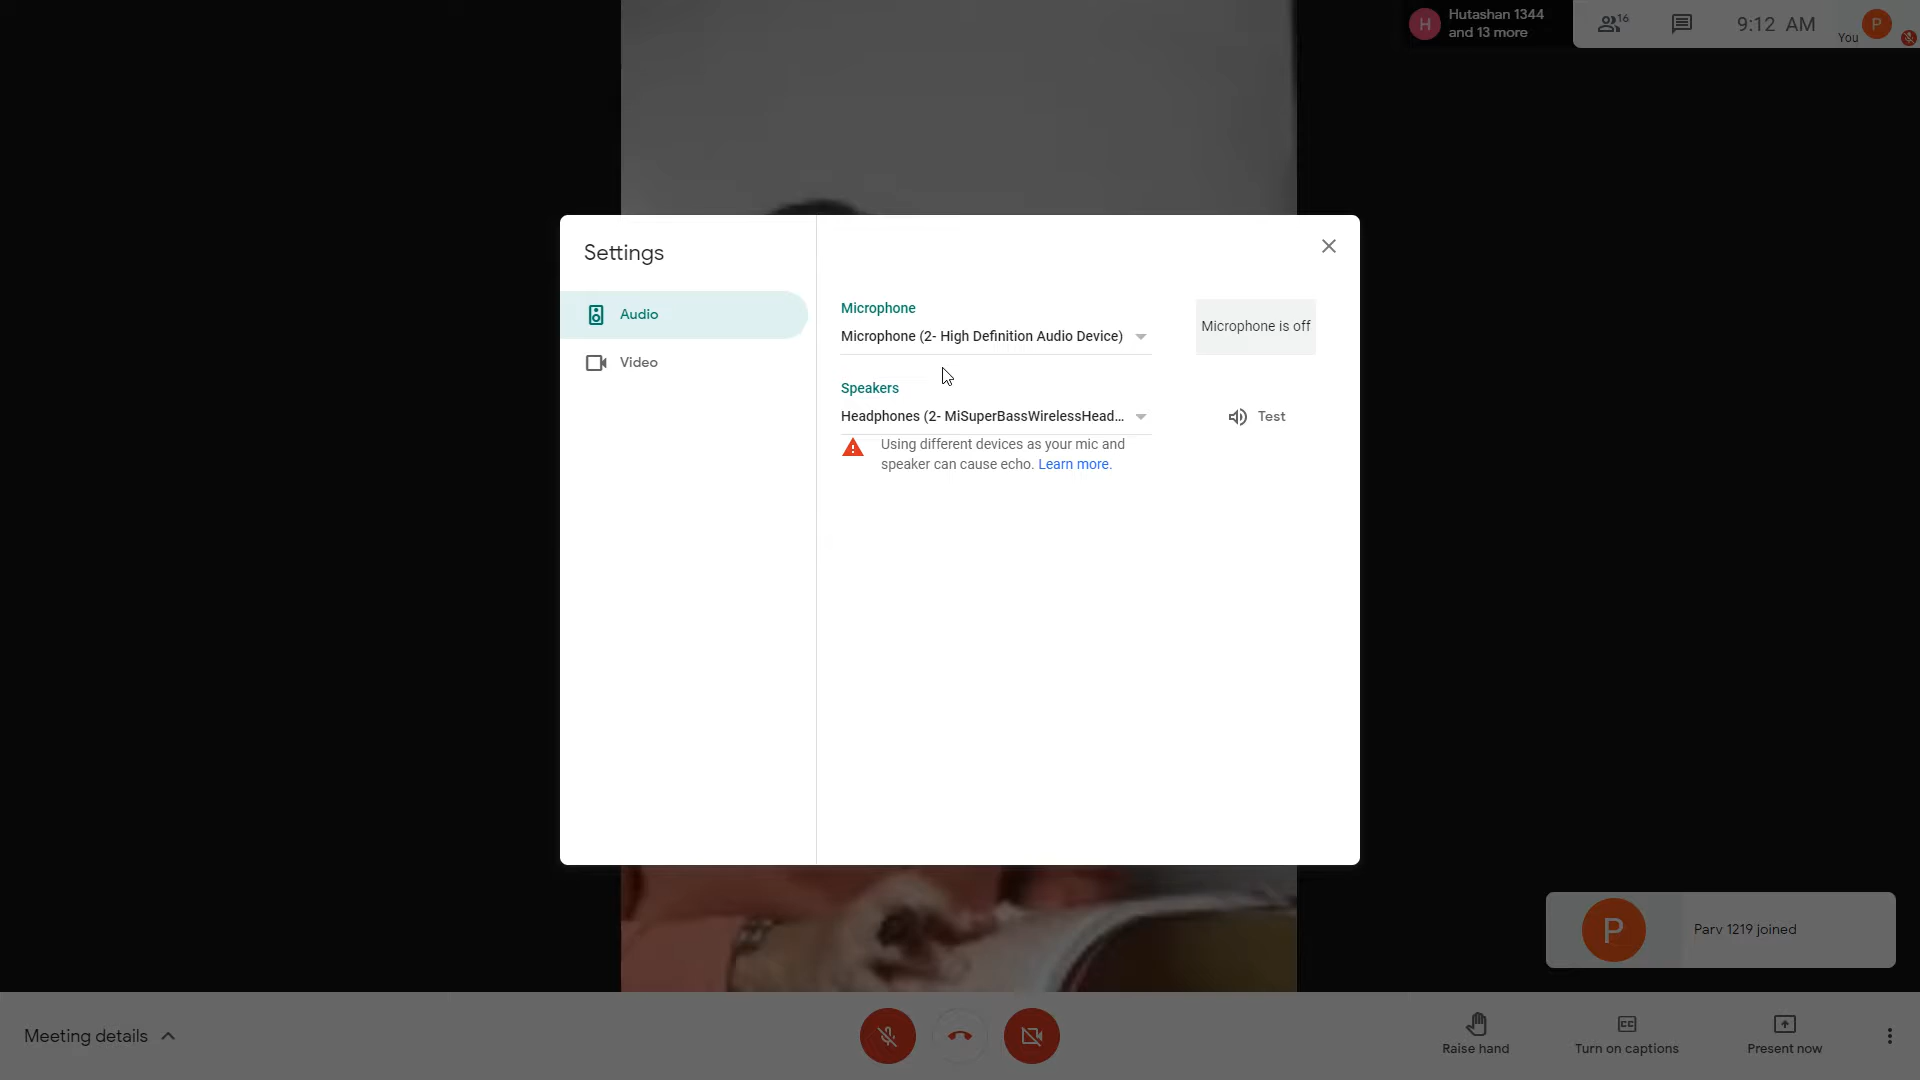 Hutashan 1344
and 13 more
H
16
9:12 AM
You
P
Settings
Audio
Video
Microphone
Microphone (2- High Definition Audio Device)
Microphone is off
Speakers
Headphones (2- MiSuperBassWirelessHead...
Test
Using different devices as your mic and
speaker can cause echo. Learn more.
P
Parv 1219 joined
Meeting details
Raise hand
CC
Turn on captions
Present now